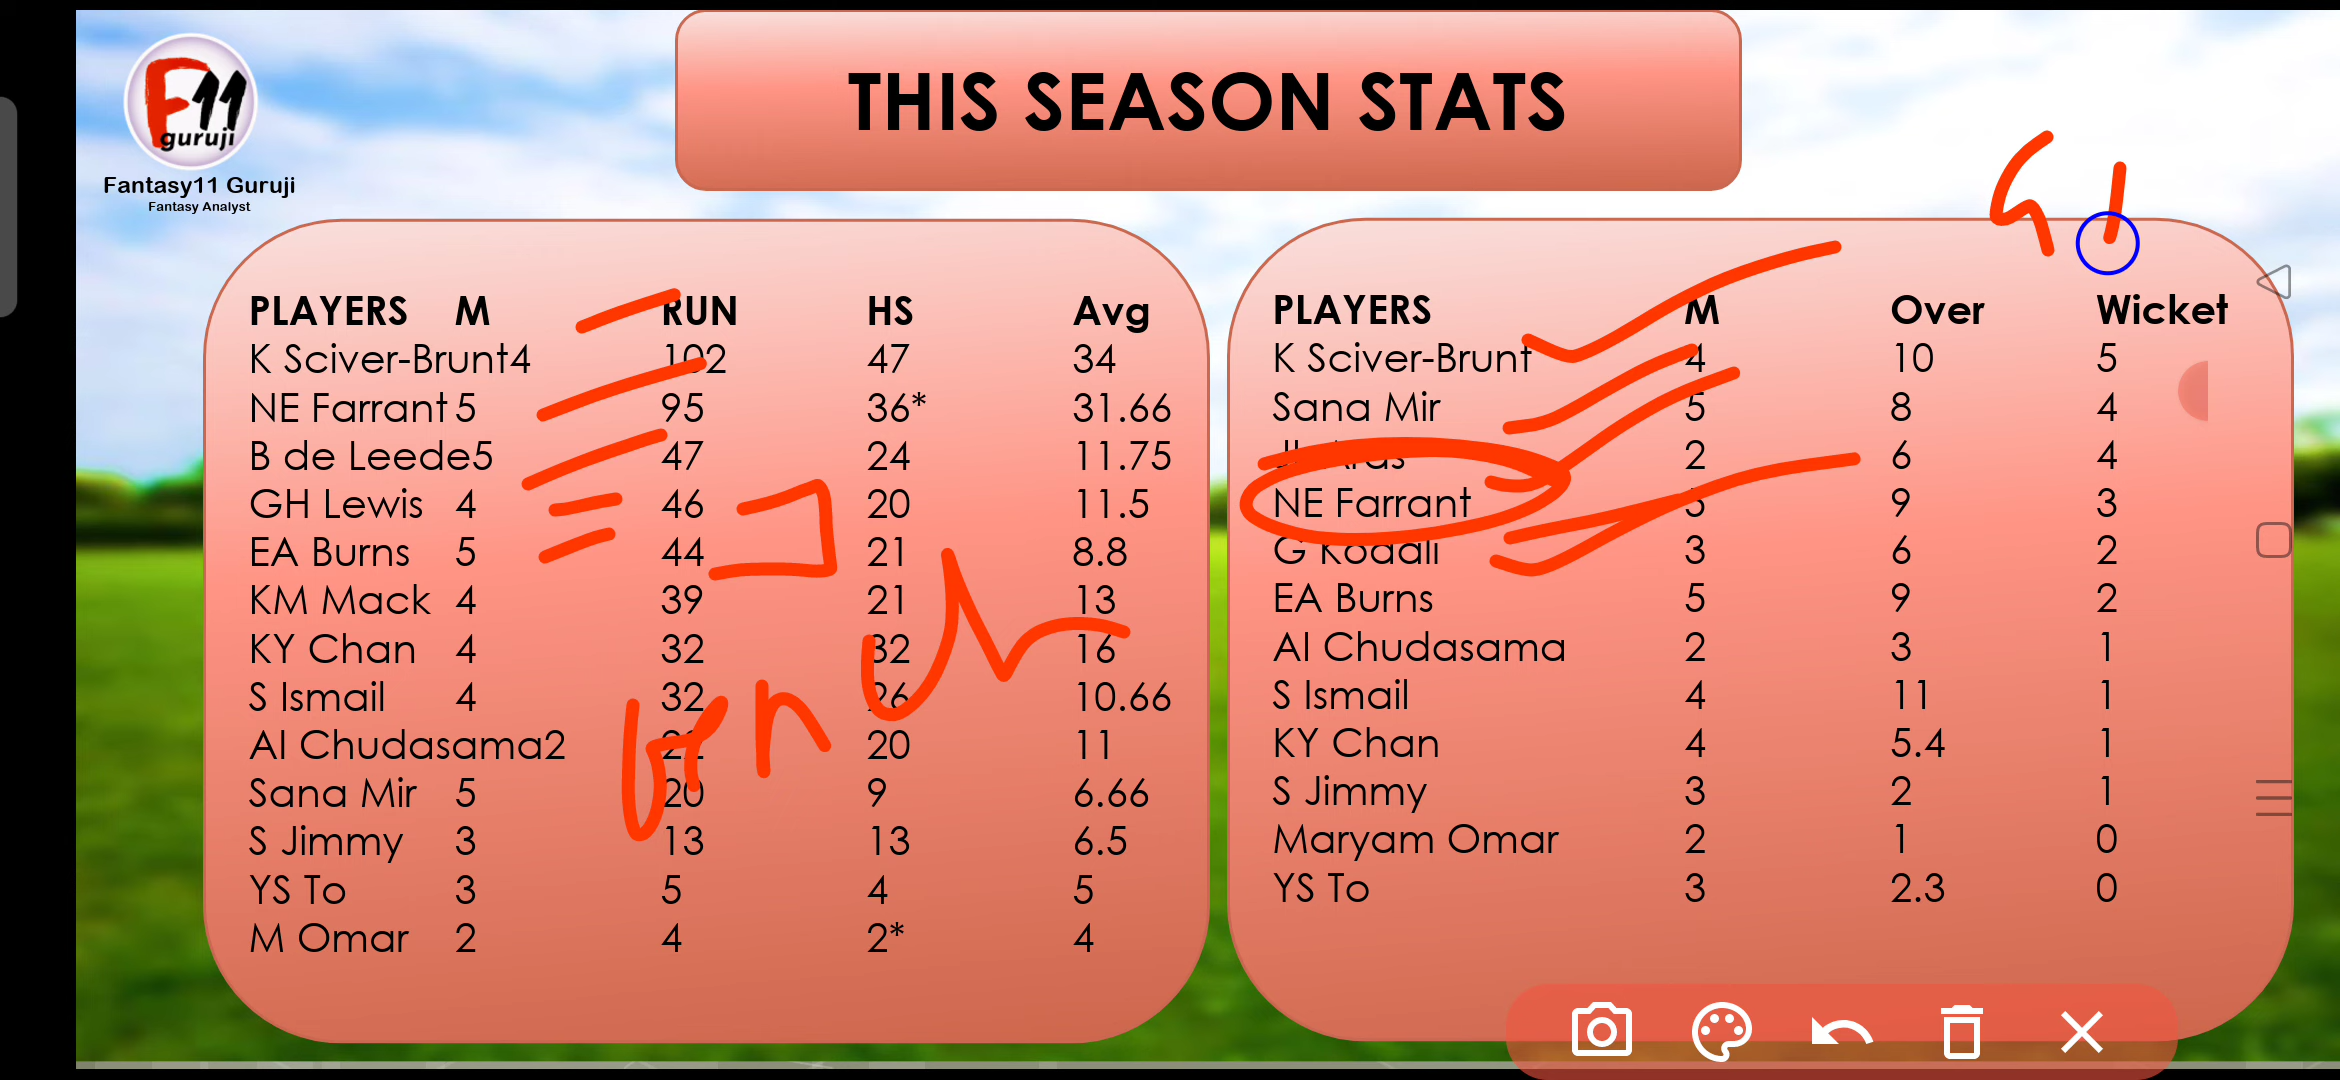 F11
guruji
Fantasy11 Guruji
Fantasy Analyst
THIS SEASON STATS
PLAYERS M RUN HS Avg
K Sciver-Brunt4 102 47 34
NE Farrant 5 95 36* 31.66
B de Leede5 47 24 11.75
GH Lewis 4 46 20 11.5
EA Burns 5 44 21 8.8
KM Mack 4 39 21 13
KY Chan 4 32 32 16
S Ismail 4 32 26 10.66
AI Chudasama2 20 11
Sana Mir 5 20 9 6.66
S Jimmy 3 13 13 6.5
YS To 3 5 4 5
M Omar 2 4 2* 4
PLAYERS M Over Wicket
K Sciver-Brunt 4 10 5
Sana Mir 5 8 4
2 6 4
NE Farrant 5 9 3
G Kodali 3 6 2
EA Burns 5 9 2
AI Chudasama 2 3 1
S Ismail 4 11 1
KY Chan 4 5.4 1
S Jimmy 3 2 1
Maryam Omar 2 1 0
YS To 3 2.3 0